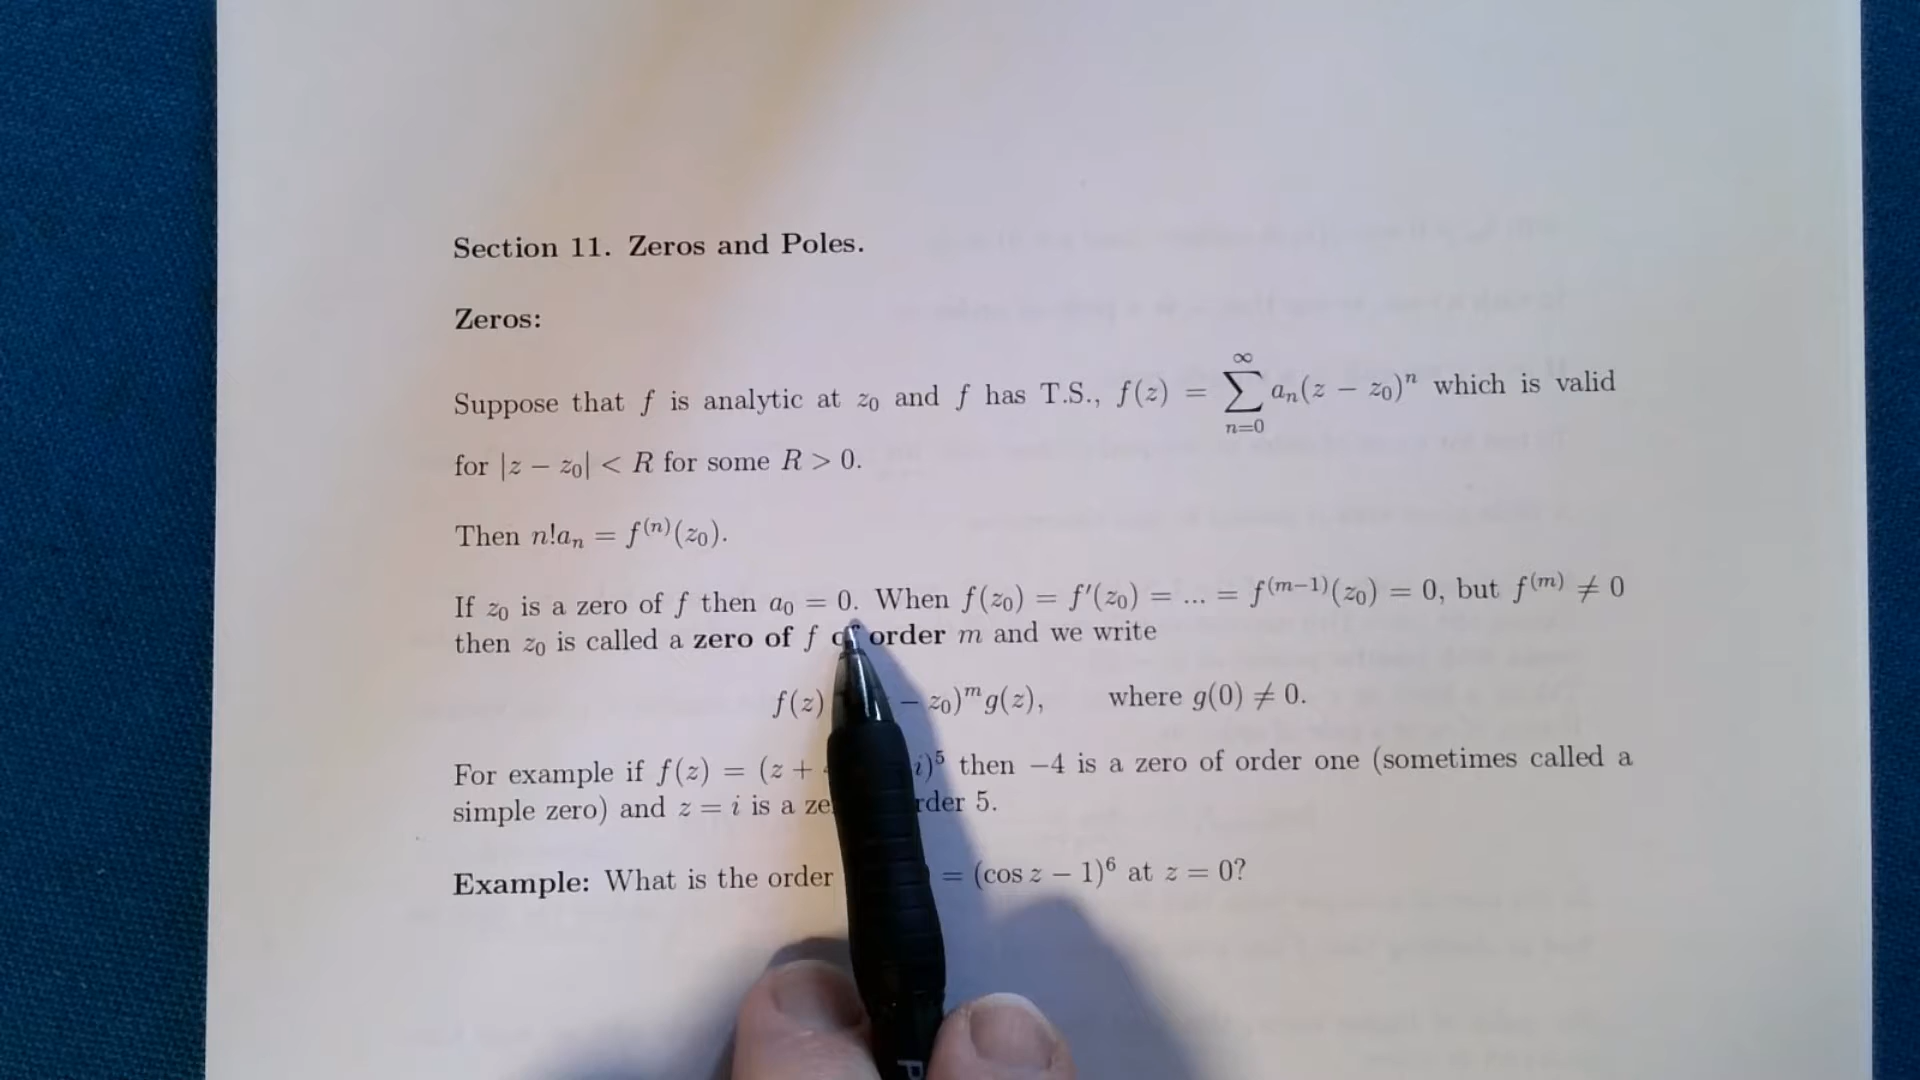 Section 11. Zeros and Poles.
Zeros:
Suppose that f is analytic at z₀ and f has T.S., f(z) = ∑_{n=0}^{∞} aₙ(z − z₀)ⁿ which is valid
for |z − z₀| < R for some R > 0.
Then n!aₙ = f⁽ⁿ⁾(z₀).
If z₀ is a zero of f then a₀ = 0. When f(z₀) = f′(z₀) = ... = f⁽ᵐ⁻¹⁾(z₀) = 0, but f⁽ᵐ⁾ ≠ 0
then z₀ is called a zero of f of order m and we write
f(z) − z₀)ᵐg(z), where g(0) ≠ 0.
For example if f(z) = (z + i)⁵ then −4 is a zero of order one (sometimes called a
simple zero) and z = i is a 5.
Example: What is the order = (cos z − 1)⁶ at z = 0?